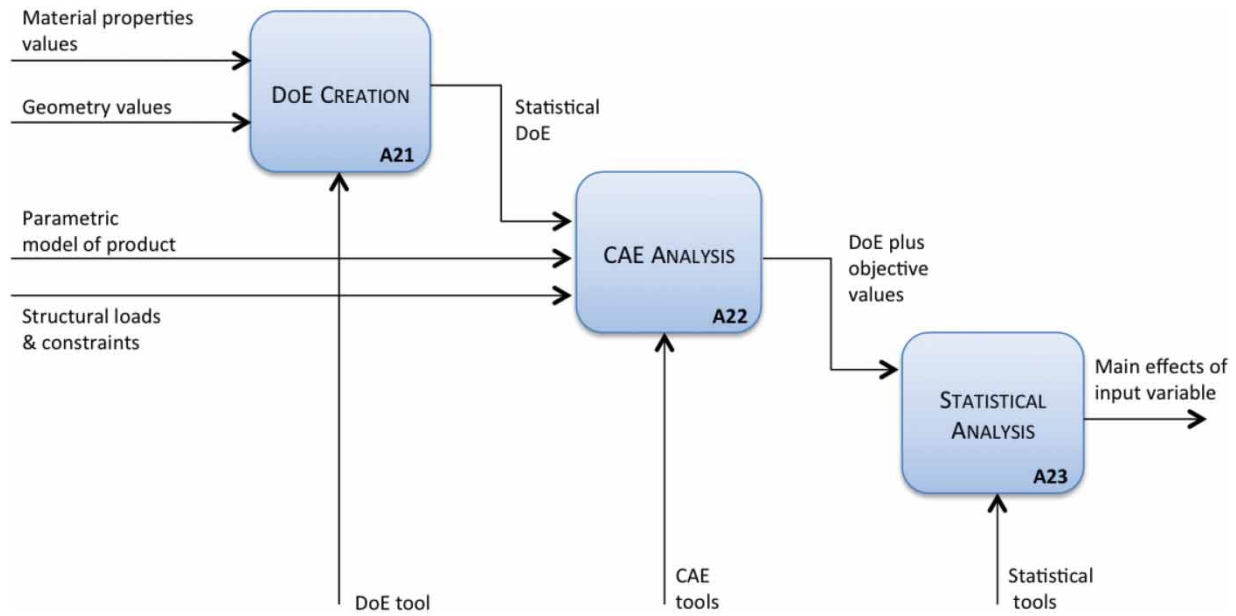 Material properties
values
DOE CREATION
Geometry values
A21
Statistical
DoE
Parametric
model of product
CAE ANALYSIS
DoE plus
objective
values
Structural loads
& constraints
A22
Main effects of
input variable
STATISTICAL
ANALYSIS
A23
DoE tool
CAE
tools
Statistical
tools